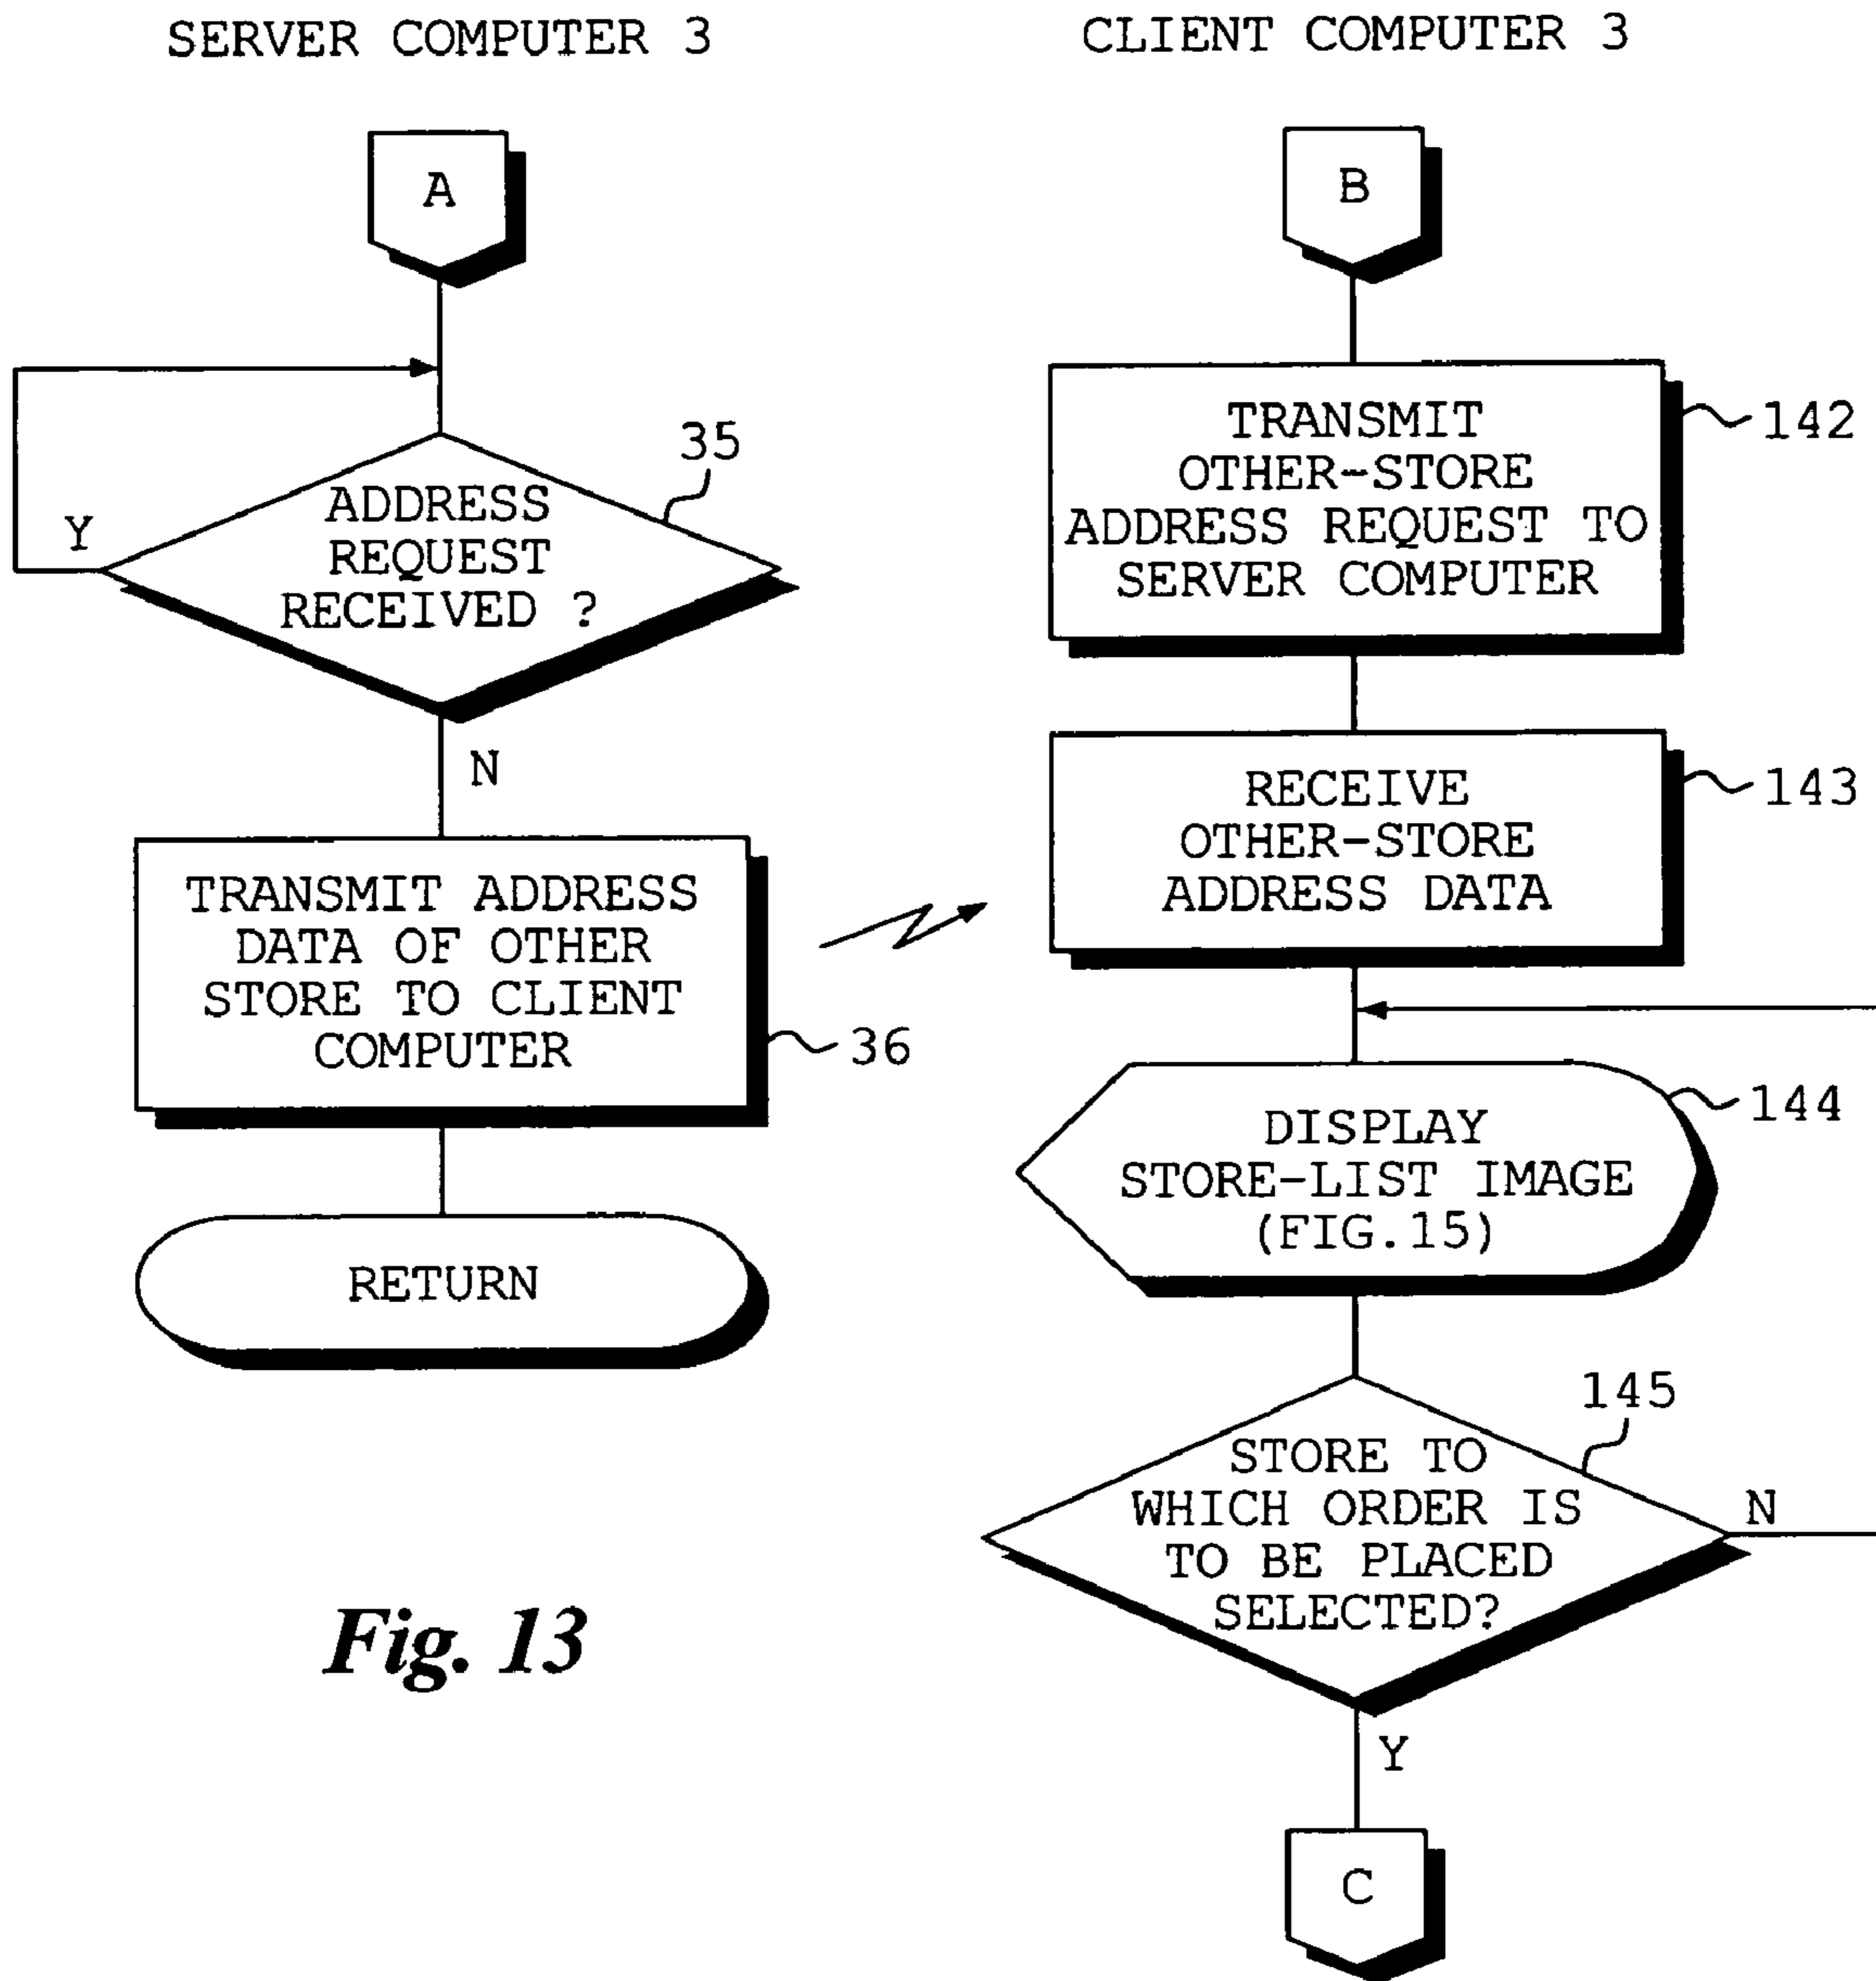 SERVER COMPUTER 3
A
35
ADDRESS
REQUEST
RECEIVED ?
Y
N
TRANSMIT ADDRESS
DATA OF OTHER
STORE TO CLIENT
COMPUTER
36
RETURN
CLIENT COMPUTER 3
B
TRANSMIT
OTHER-STORE
ADDRESS REQUEST TO
SERVER COMPUTER
142
RECEIVE
OTHER-STORE
ADDRESS DATA
143
DISPLAY
STORE-LIST IMAGE
(FIG.15)
144
145
STORE TO
WHICH ORDER IS
TO BE PLACED
SELECTED?
N
Y
C
Fig. 13